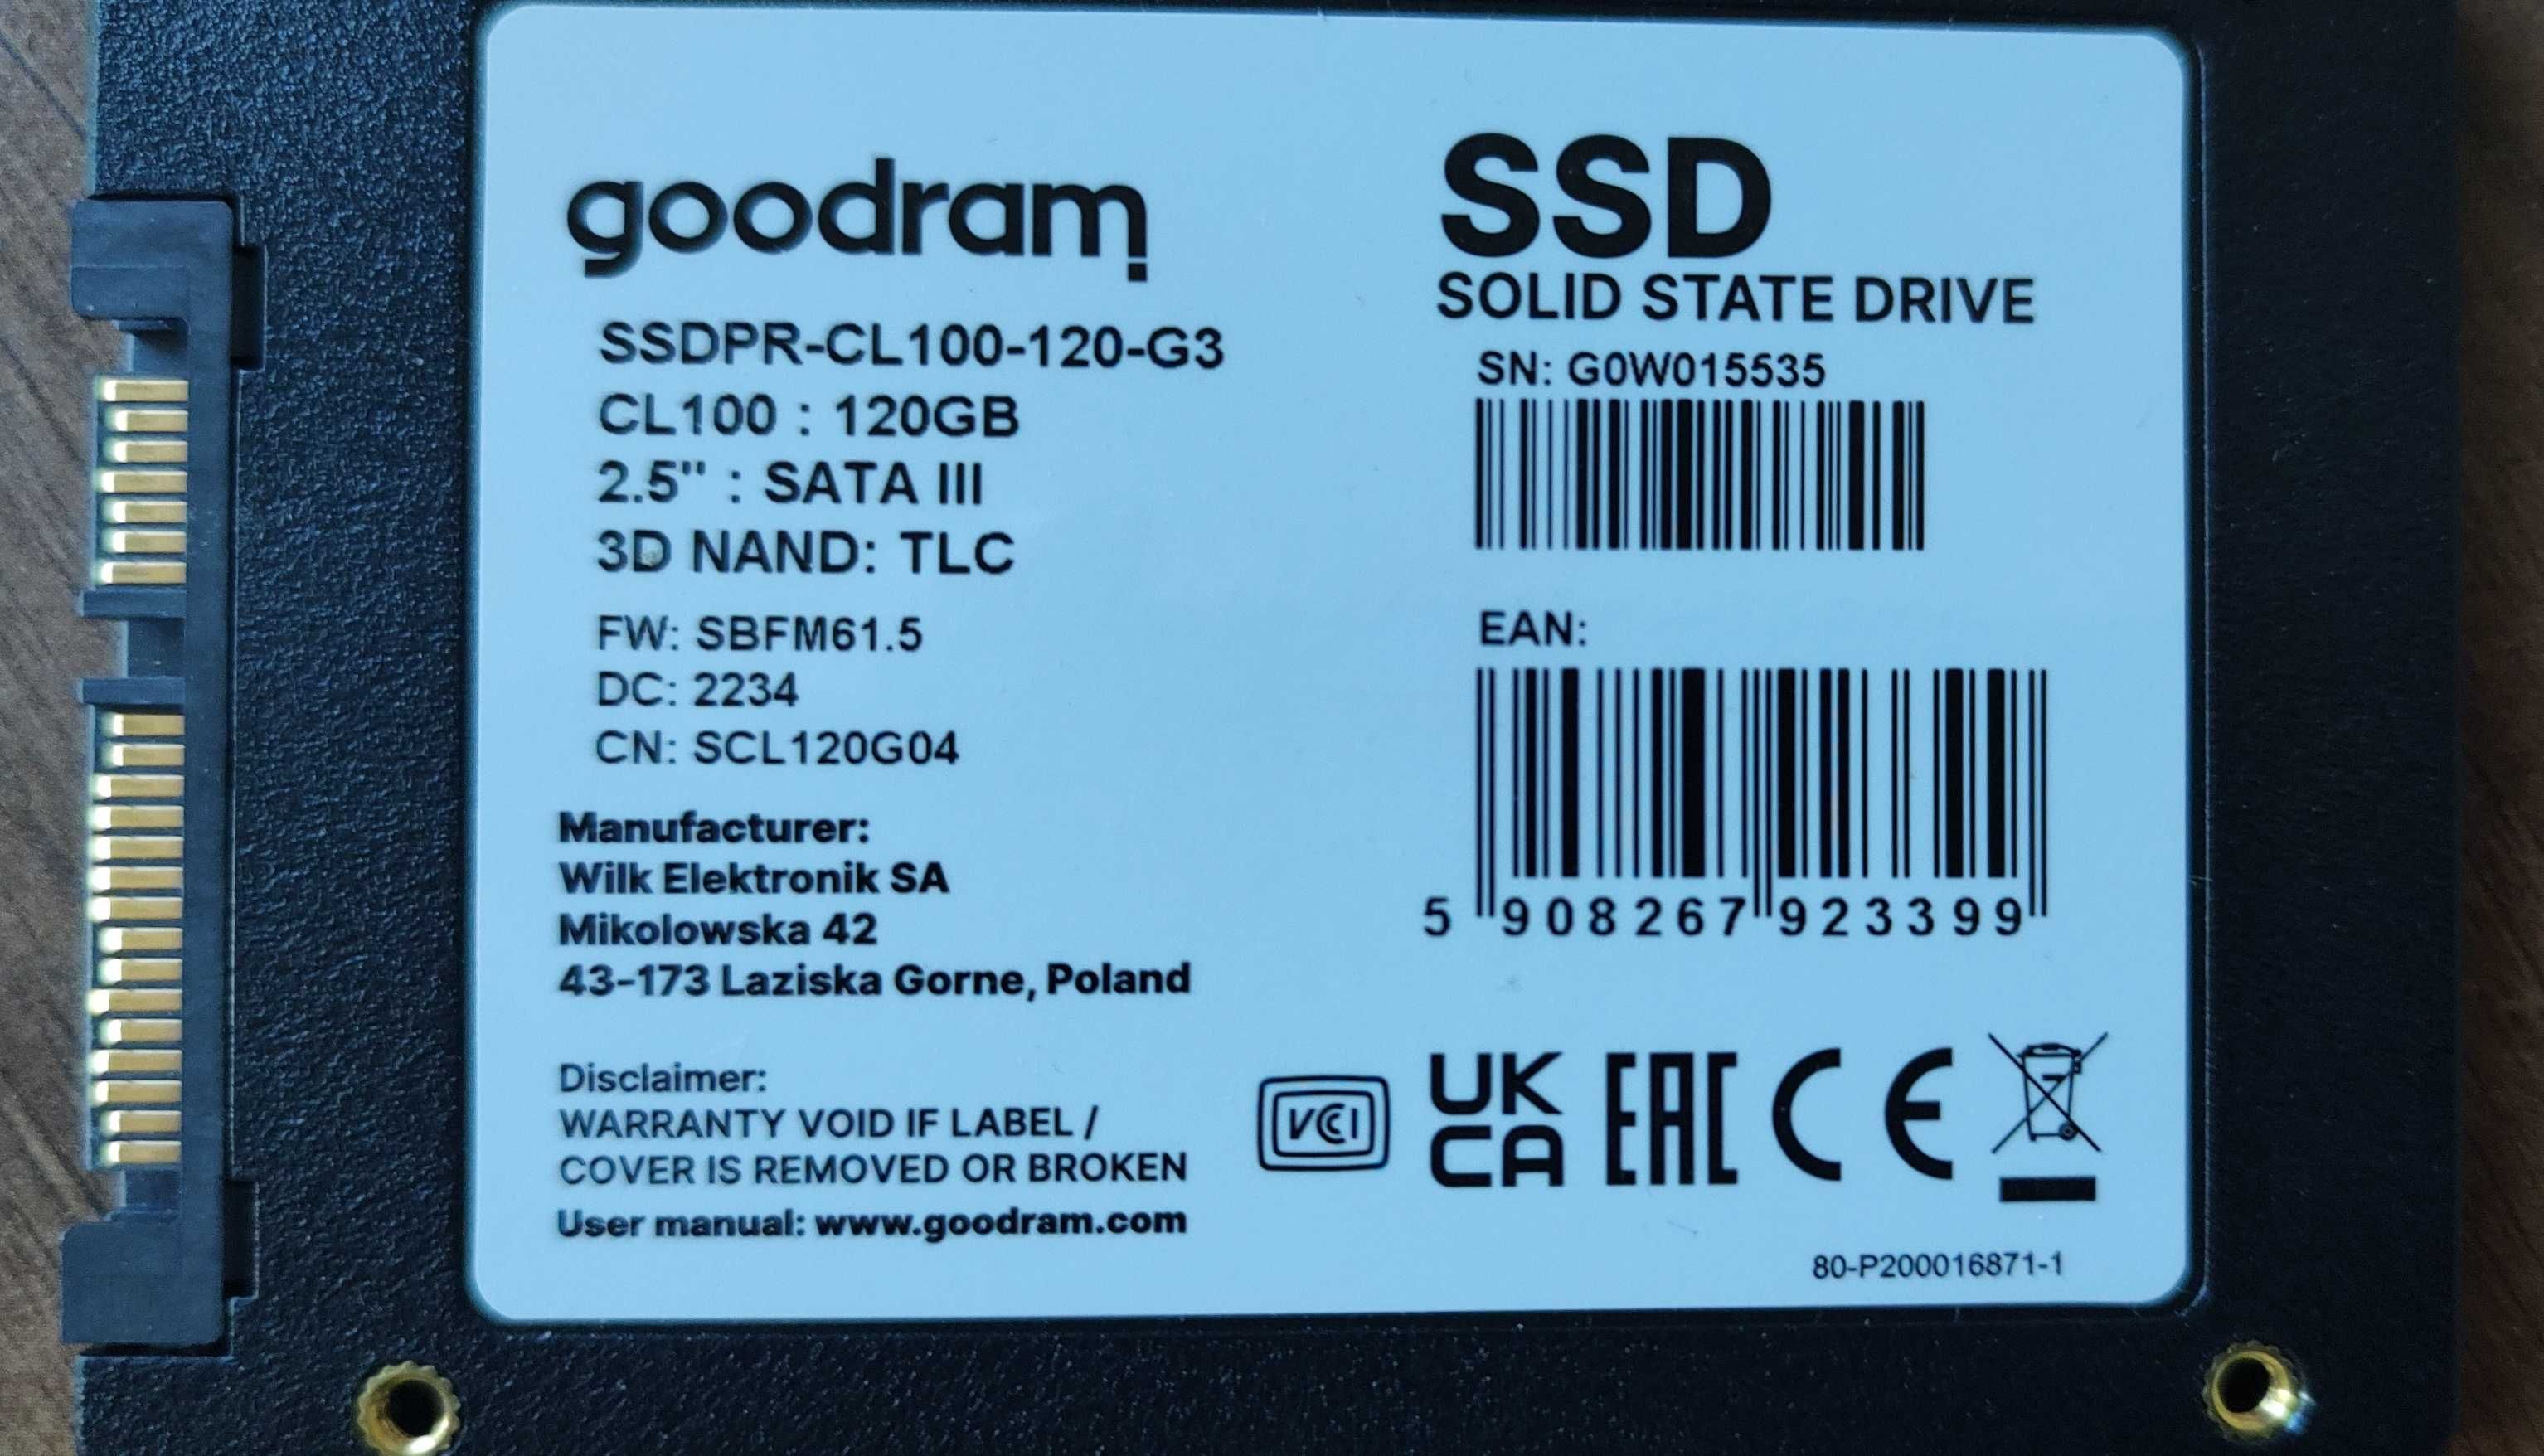 goodram
SSDPR-CL100-120-G3
CL100 : 120GB
2.5" : SATA III
3D NAND: TLC
FW: SBFM61.5
DC: 2234
CN: SCL120G04
Manufacturer:
Wilk Elektronik SA
Mikolowska 42
43-173 Laziska Gorne, Poland
Disclaimer:
WARRANTY VOID IF LABEL /
COVER IS REMOVED OR BROKEN
User manual: www.goodram.com
SSD
SOLID STATE DRIVE
SN: G0W015535
EAN:
5 908267 923399
VCCI
UK
CA
EAC
CE
80-P200016871-1